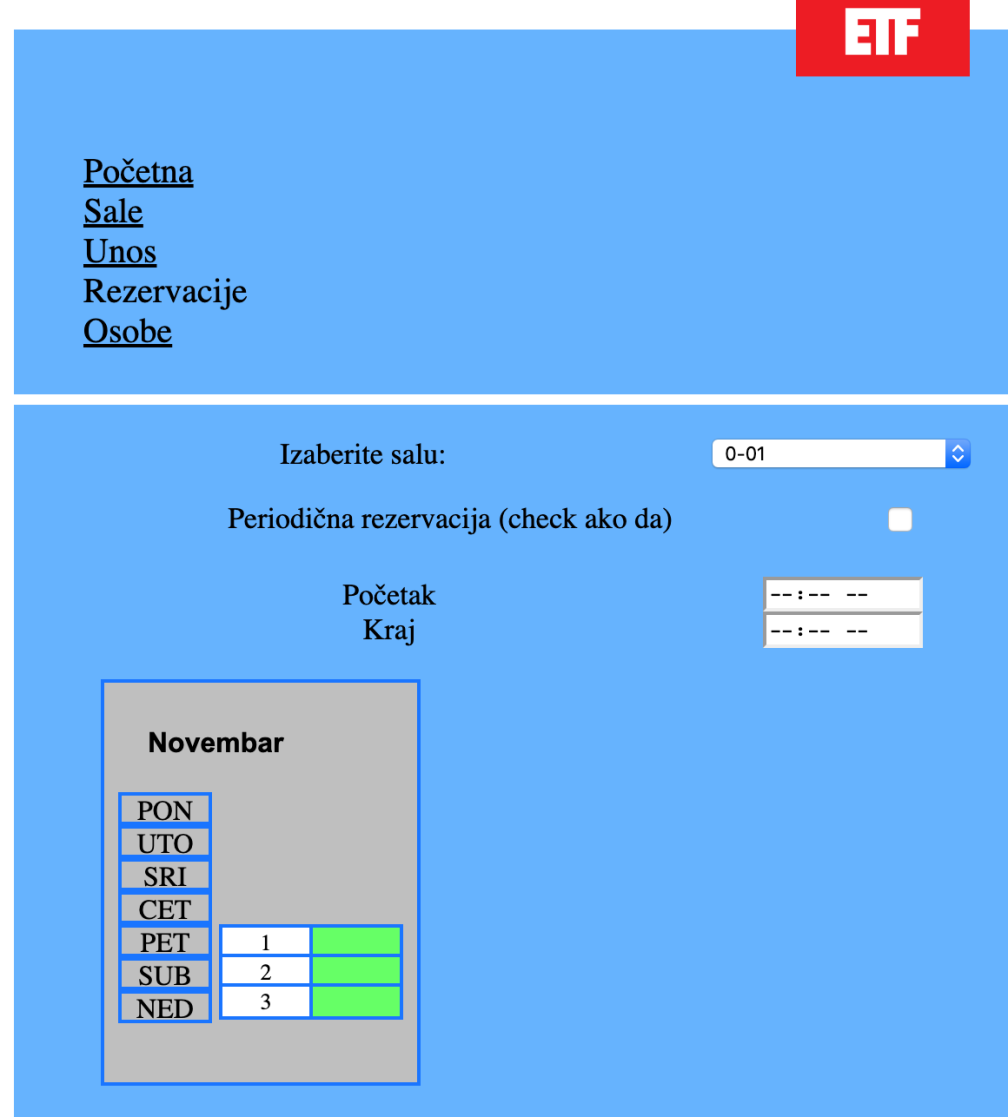 ETF
Početna
Sale
Unos
Rezervacije
Osobe
Izaberite salu: 0-01
Periodična rezervacija (check ako da)
Početak --:-- --
Kraj --:-- --
Novembar
PON
UTO
SRI
CET
PET 1
SUB 2
NED 3